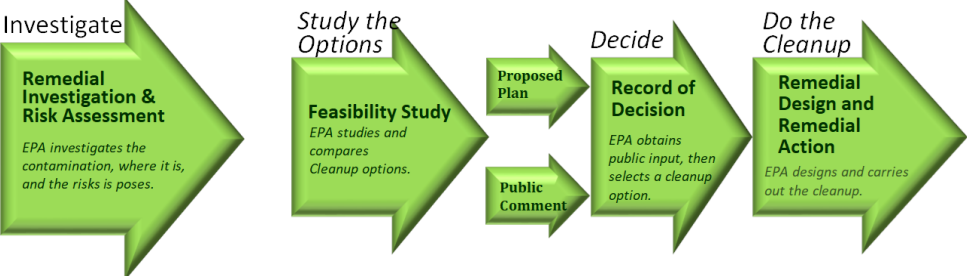 Investigate
Remedial
Investigation &
Risk Assessment
EPA investigates the
contamination, where it is,
and the risks is poses.
Study the
Options
Feasibility Study
EPA studies and
compares
Cleanup options.
Proposed
Plan
Public
Comment
Decide
Record of
Decision
EPA obtains
public input, then
selects a cleanup
option.
Do the
Cleanup
Remedial
Design and
Remedial
Action
EPA designs and carries
out the cleanup.